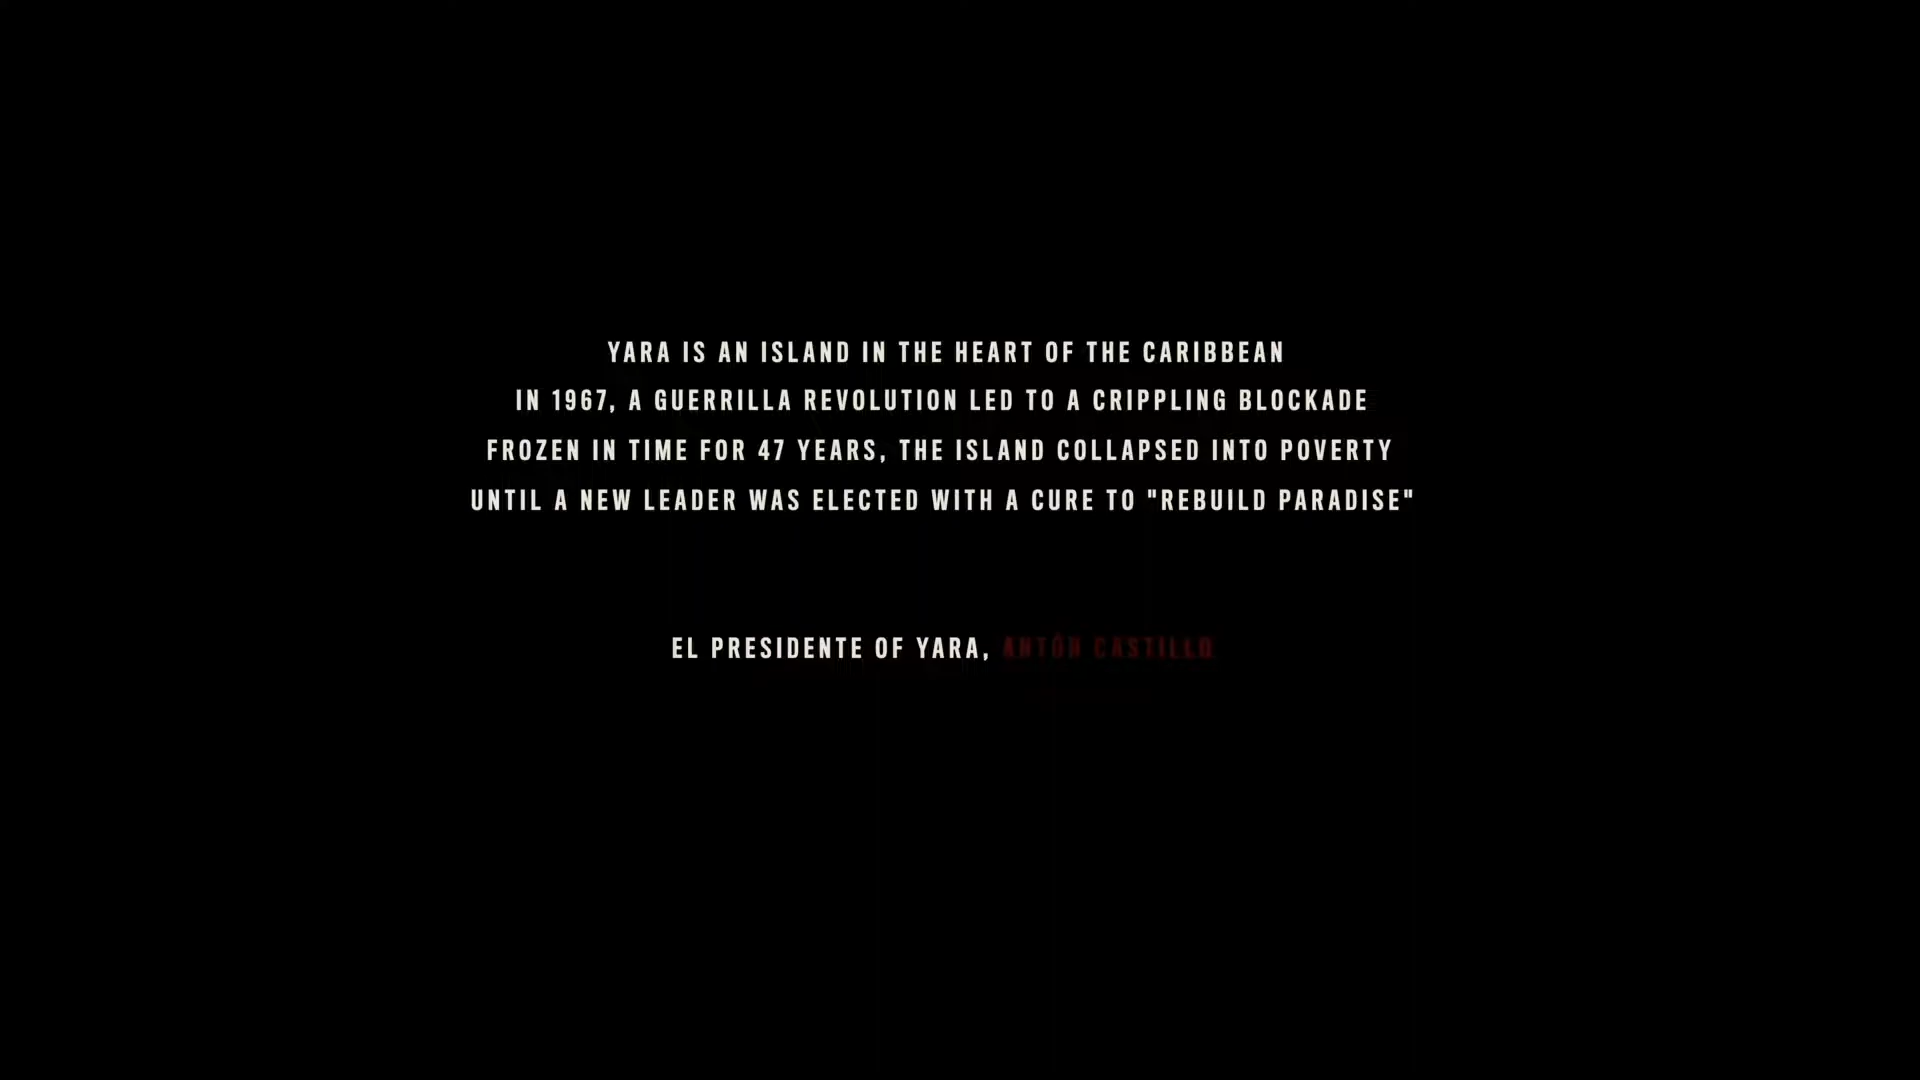 YARA IS AN ISLAND IN THE HEART OF THE CARIBBEAN
IN 1967, A GUERRILLA REVOLUTION LED TO A CRIPPLING BLOCKADE
FROZEN IN TIME FOR 47 YEARS, THE ISLAND COLLAPSED INTO POVERTY
UNTIL A NEW LEADER WAS ELECTED WITH A CURE TO "REBUILD PARADISE"
EL PRESIDENTE OF YARA, ANTÓN CASTILLO